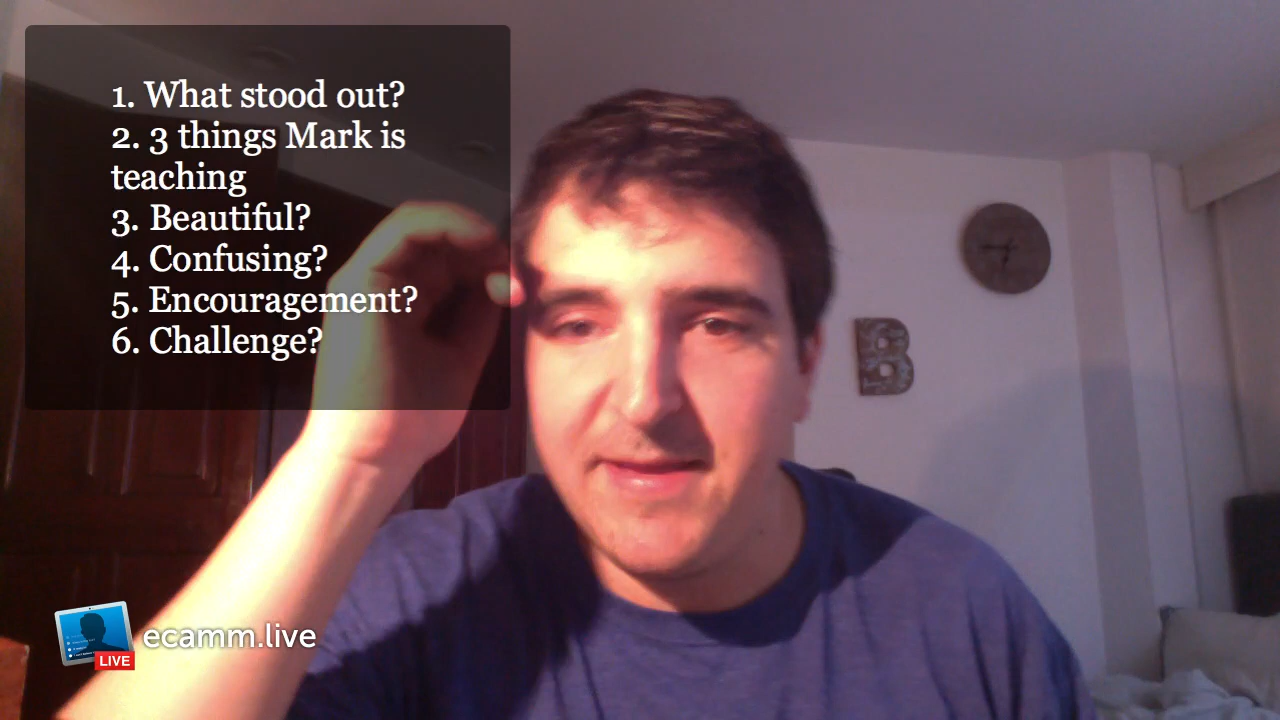 1. What stood out?
2. 3 things Mark is
teaching
3. Beautiful?
4. Confusing?
5. Encouragement?
6. Challenge?
B
ecamm.live
LIVE